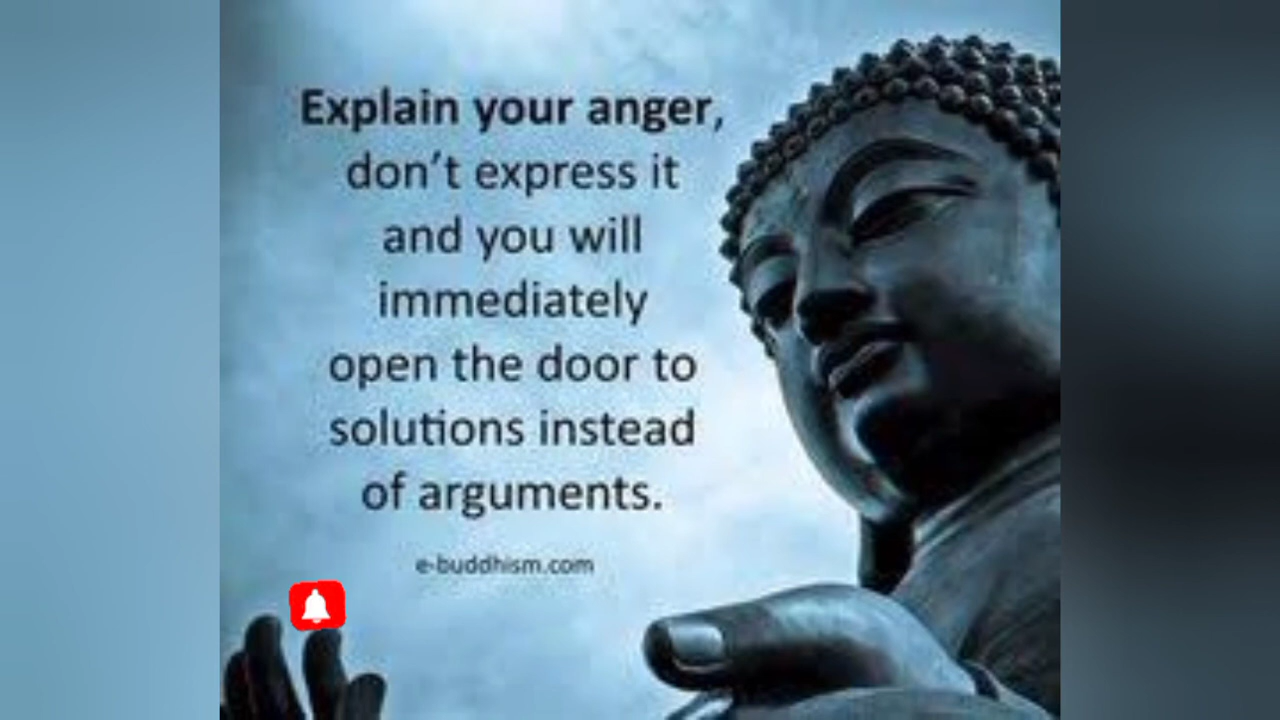 Explain your anger,
don’t express it
and you will
immediately
open the door to
solutions instead
of arguments.
e-buddhism.com